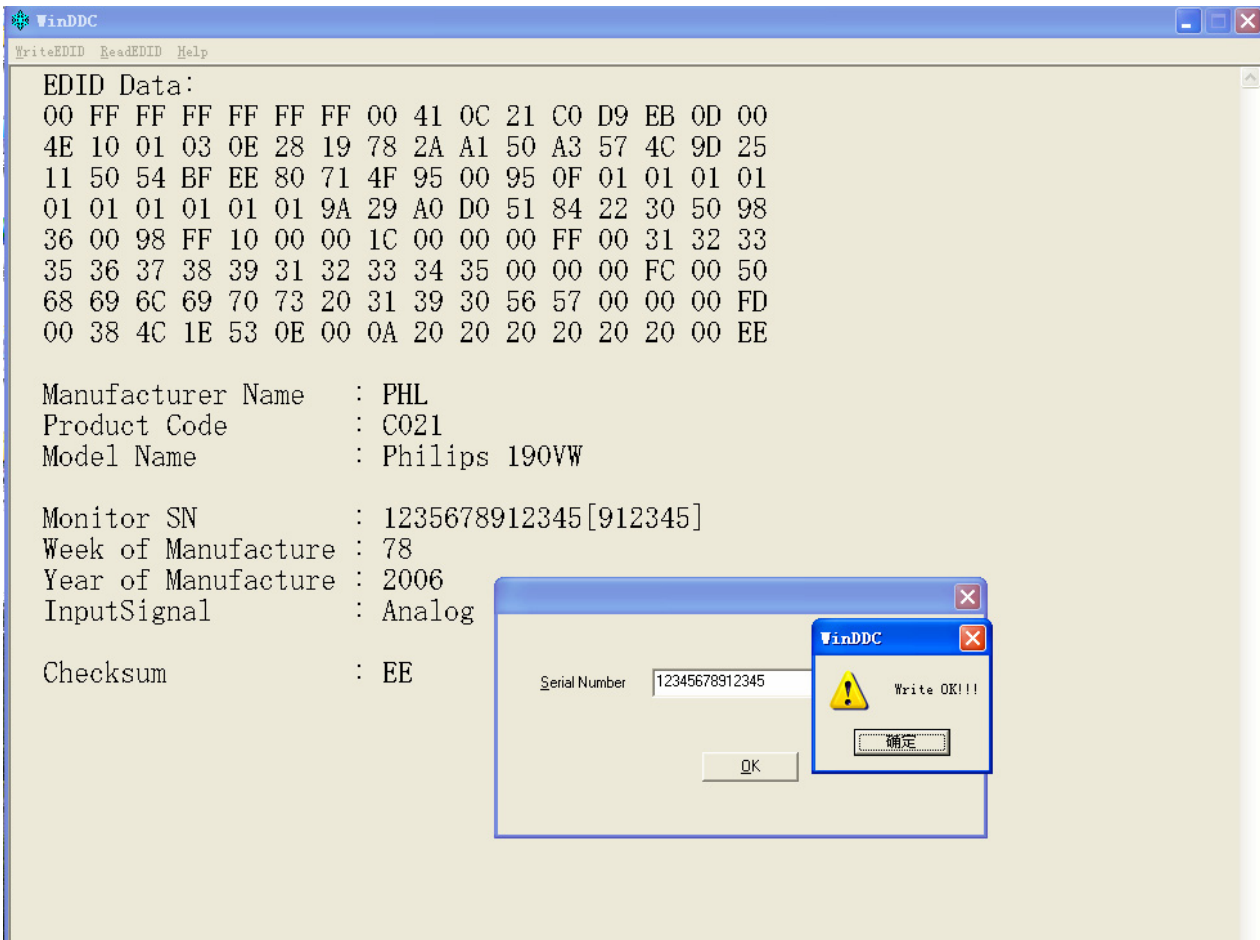 WinDDC
WriteEDID ReadEDID Help
EDID Data:
00 FF FF FF FF FF FF 00 41 0C 21 C0 D9 EB 0D 00
4E 10 01 03 0E 28 19 78 2A A1 50 A3 57 4C 9D 25
11 50 54 BF EE 80 71 4F 95 00 95 0F 01 01 01 01
01 01 01 01 01 01 9A 29 A0 D0 51 84 22 30 50 98
36 00 98 FF 10 00 00 1C 00 00 00 FF 00 31 32 33
35 36 37 38 39 31 32 33 34 35 00 00 00 FC 00 50
68 69 6C 69 70 73 20 31 39 30 56 57 00 00 00 FD
00 38 4C 1E 53 0E 00 0A 20 20 20 20 20 20 00 EE
Manufacturer Name : PHL
Product Code : C021
Model Name : Philips 190VW
Monitor SN : 1235678912345[912345]
Week of Manufacture : 78
Year of Manufacture : 2006
InputSignal : Analog
Checksum : EE
Serial Number 12345678912345
OK
WinDDC
Write OK!!!
确定